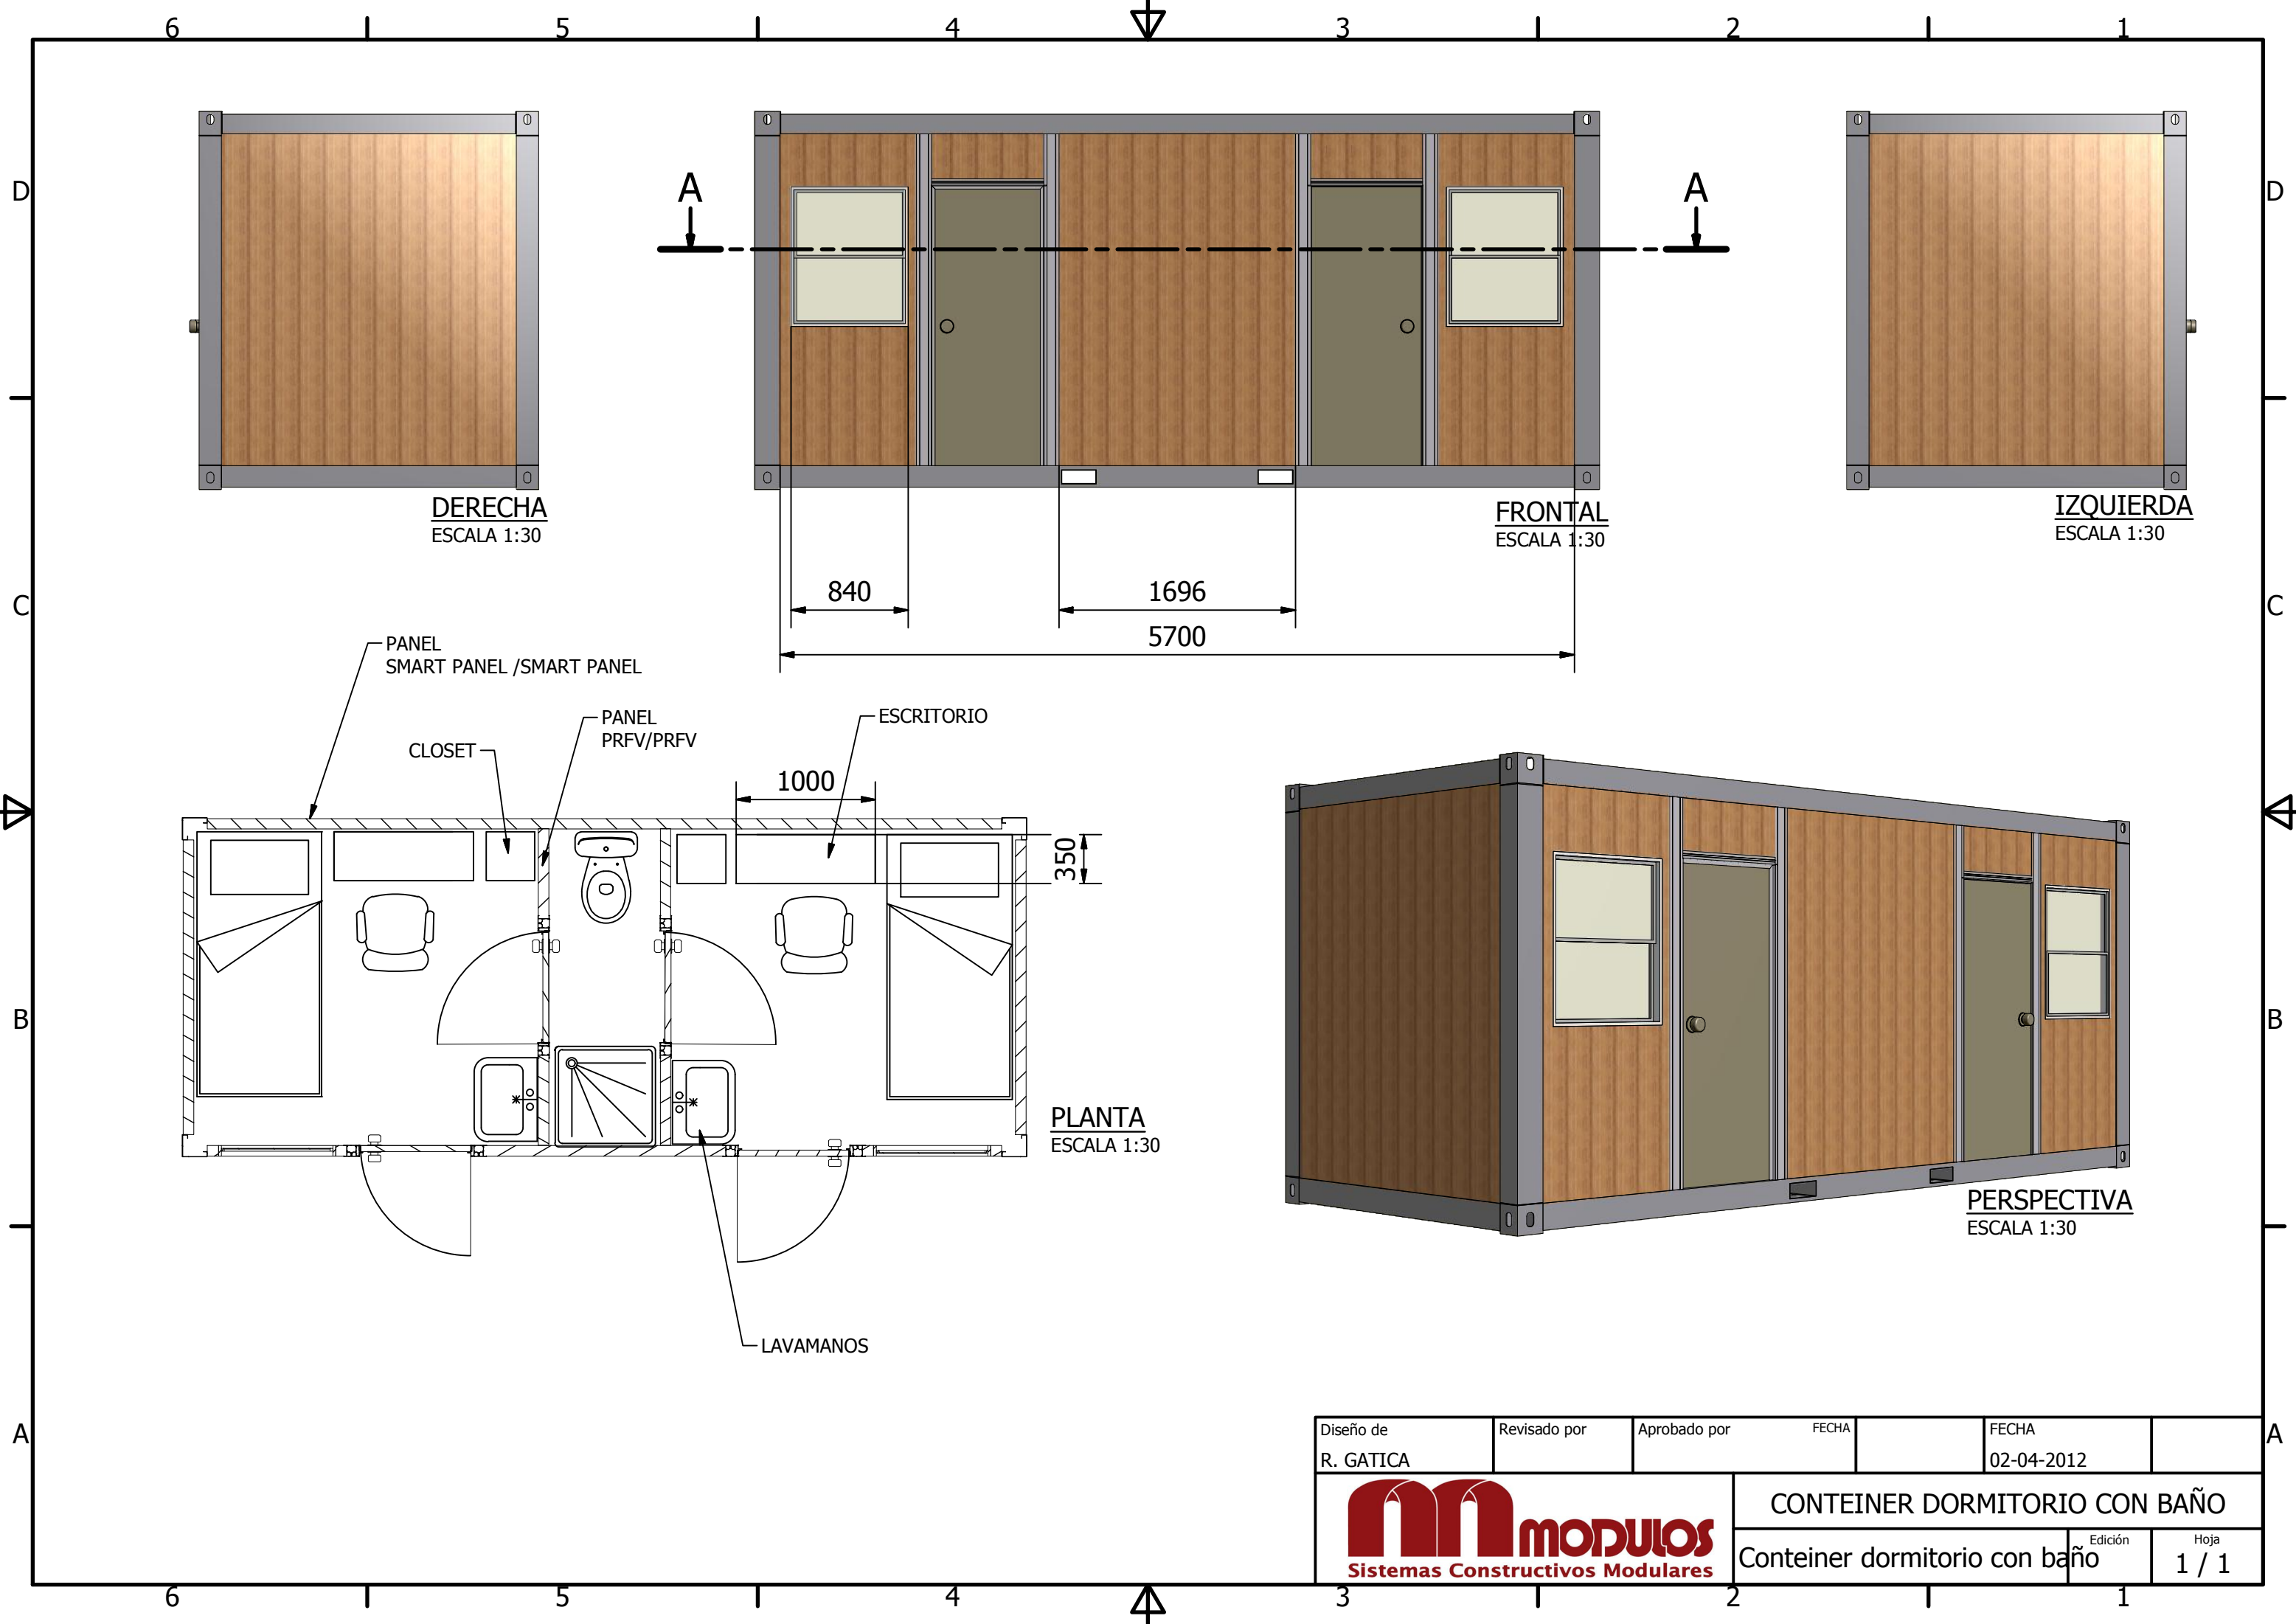 6 5 4 3 2 1
D D
A A
DERECHA
ESCALA 1:30
FRONTAL
ESCALA 1:30
IZQUIERDA
ESCALA 1:30
C C
840
1696
5700
PANEL
SMART PANEL /SMART PANEL
PANEL
PRFV/PRFV
CLOSET
ESCRITORIO
1000
350
B B
PLANTA
ESCALA 1:30
PERSPECTIVA
ESCALA 1:30
LAVAMANOS
A A
Diseño de
R. GATICA
Revisado por
Aprobado por
FECHA
FECHA
02-04-2012
MODULOS
Sistemas Constructivos Modulares
CONTEINER DORMITORIO CON BAÑO
Conteiner dormitorio con baño
Edición
Hoja
1 / 1
6 5 4 3 2 1